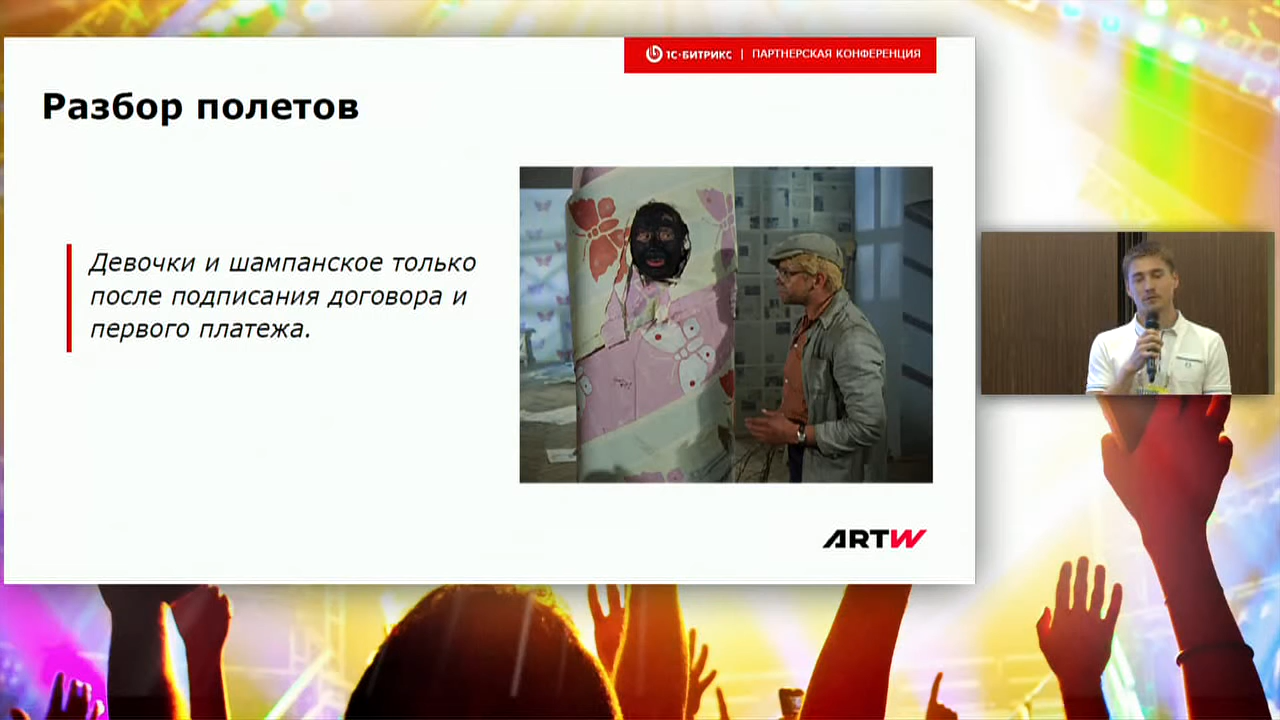 1С-БИТРИКС | ПАРТНЕРСКАЯ КОНФЕРЕНЦИЯ
Разбор полетов
Девочки и шампанское только
после подписания договора и
первого платежа.
ARTW